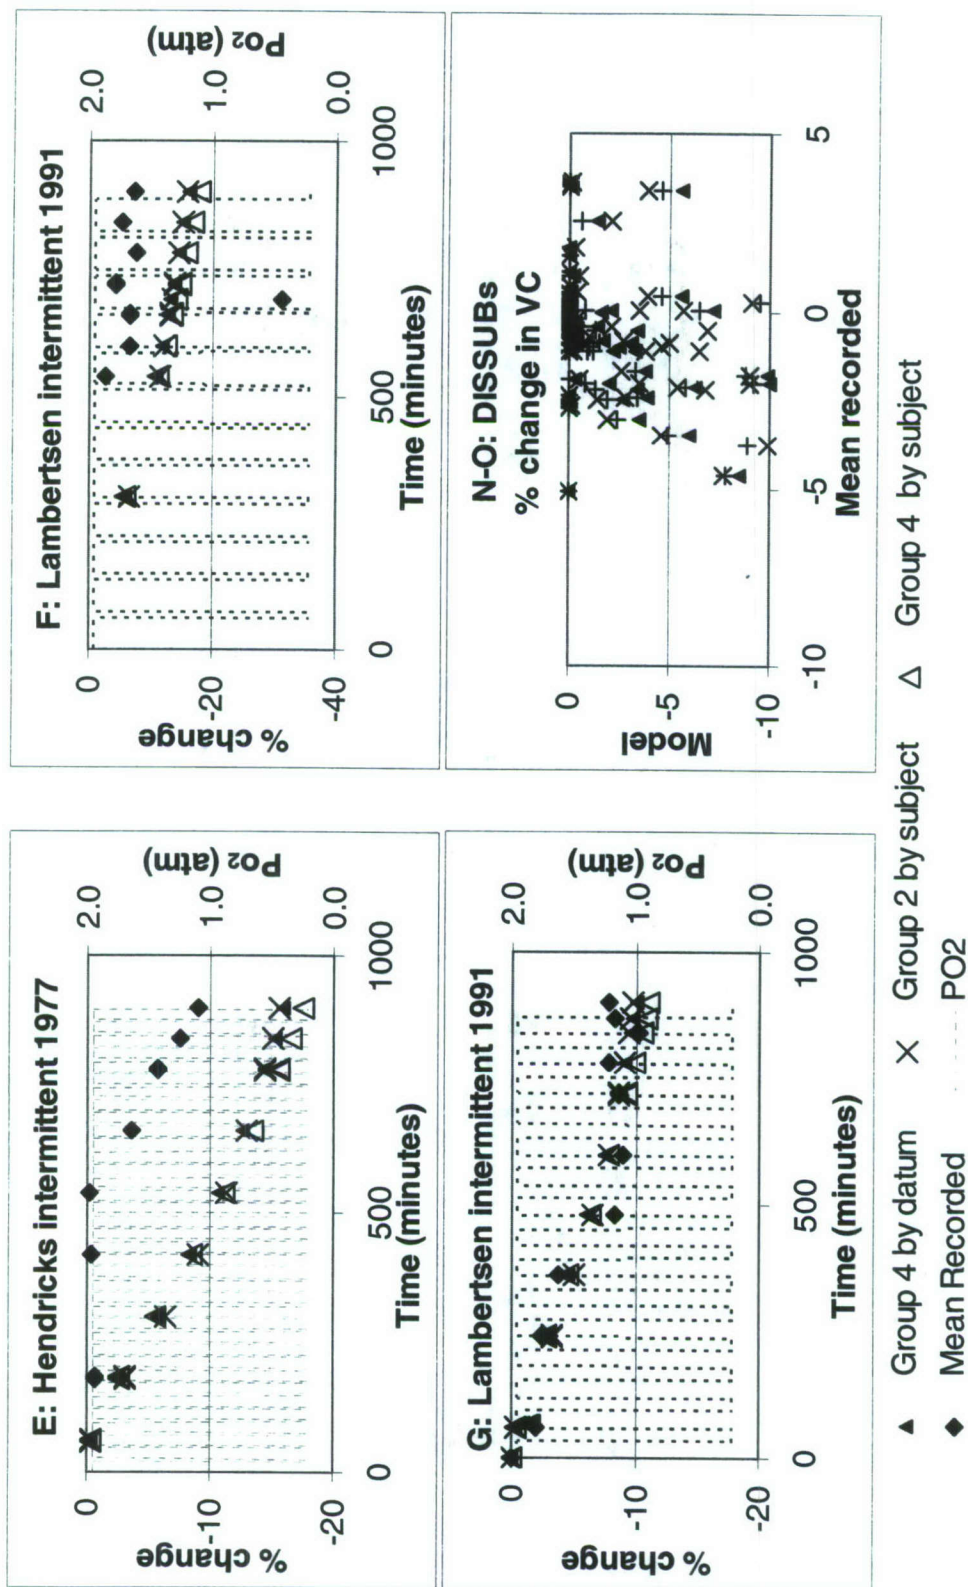 E: Hendricks intermittent 1977
% change
0
-10
-20
2.0
1.0
0.0
Po2 (atm)
0
500
1000
Time (minutes)
F: Lambertsen intermittent 1991
% change
0
-20
-40
2.0
1.0
0.0
Po2 (atm)
0
500
1000
Time (minutes)
G: Lambertsen intermittent 1991
% change
0
-10
-20
2.0
1.0
0.0
Po2 (atm)
0
500
1000
Time (minutes)
N-O: DISSUBs
% change in VC
Model
0
-5
-10
-10
-5
0
5
Mean recorded
Group 4 by datum Group 2 by subject Group 4 by subject
Mean Recorded PO2